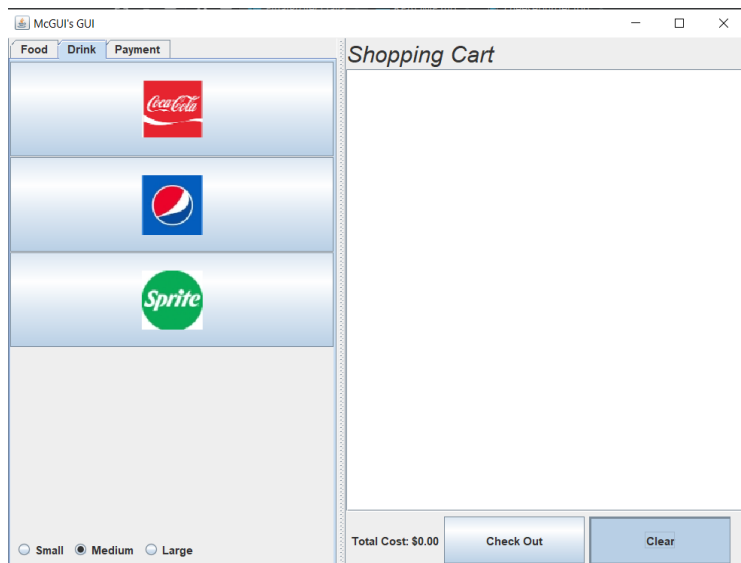 McGUI's GUI
Food Drink Payment
Shopping Cart
Coca-Cola
Sprite
Small Medium Large
Total Cost: $0.00 Check Out Clear